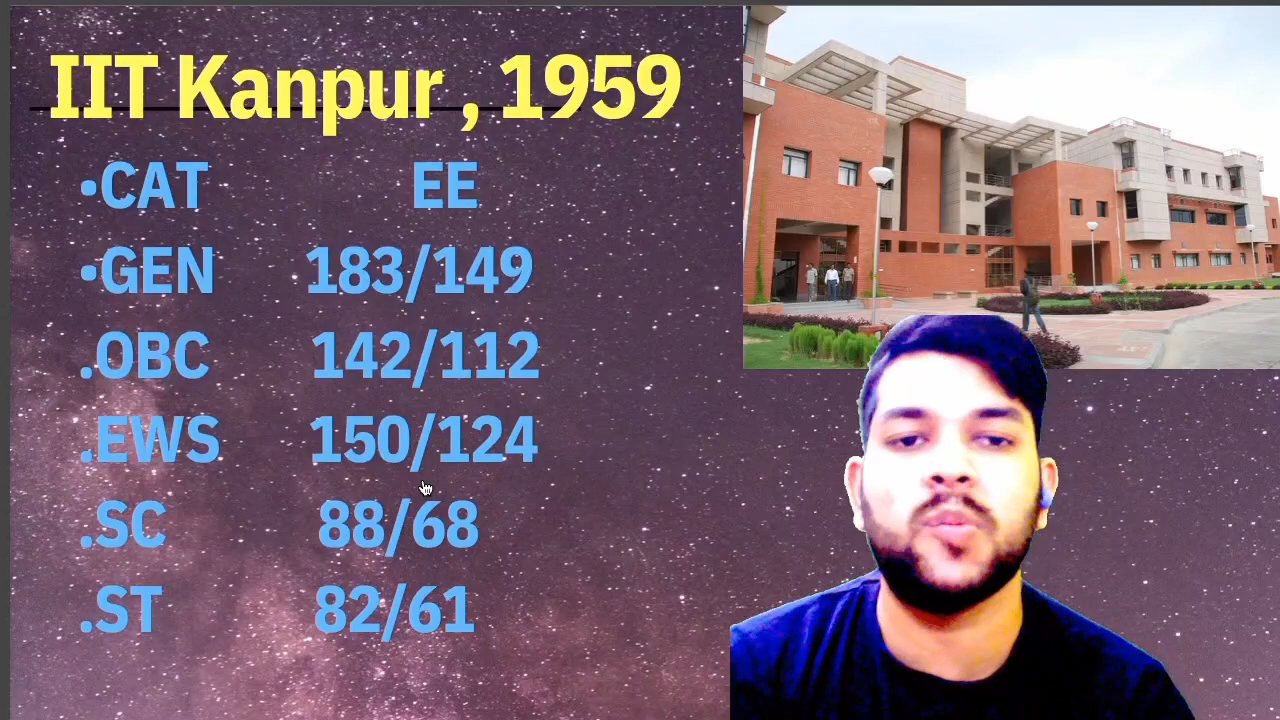 IIT Kanpur , 1959
•CAT EE
•GEN 183/149
.OBC 142/112
.EWS 150/124
.SC 88/68
.ST 82/61